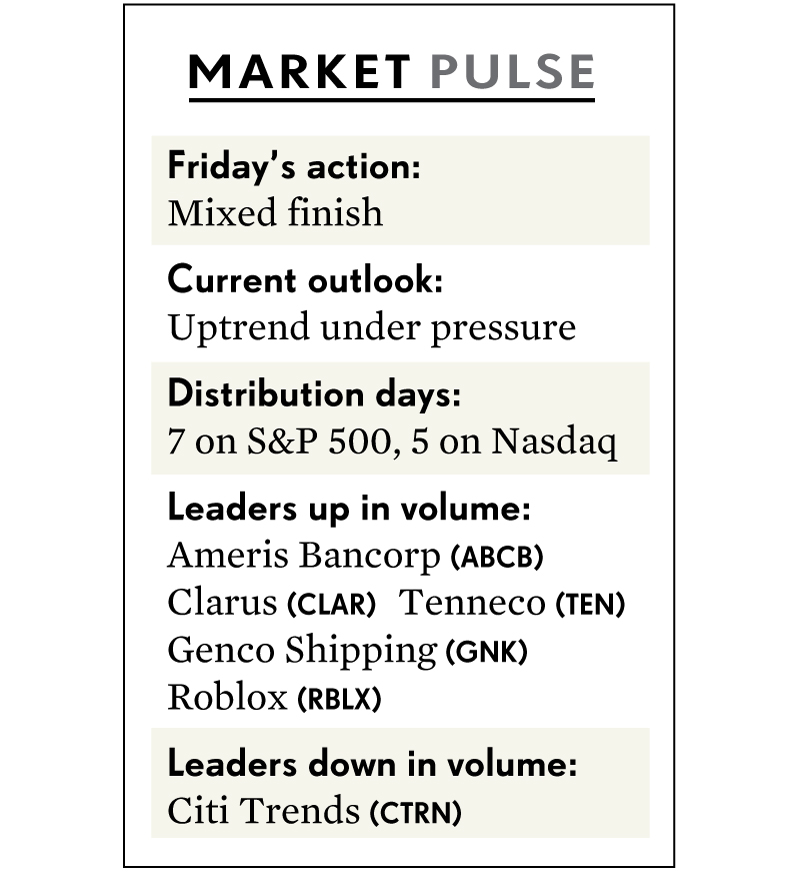 MARKET PULSE
Friday's action:
Mixed finish
Current outlook:
Uptrend under pressure
Distribution days:
7 on S&P 500, 5 on Nasdaq
Leaders up in volume:
Ameris Bancorp (ABCB)
Clarus (CLAR) Tenneco (TEN)
Genco Shipping (GNK)
Roblox (RBLX)
Leaders down in volume:
Citi Trends (CTRN)